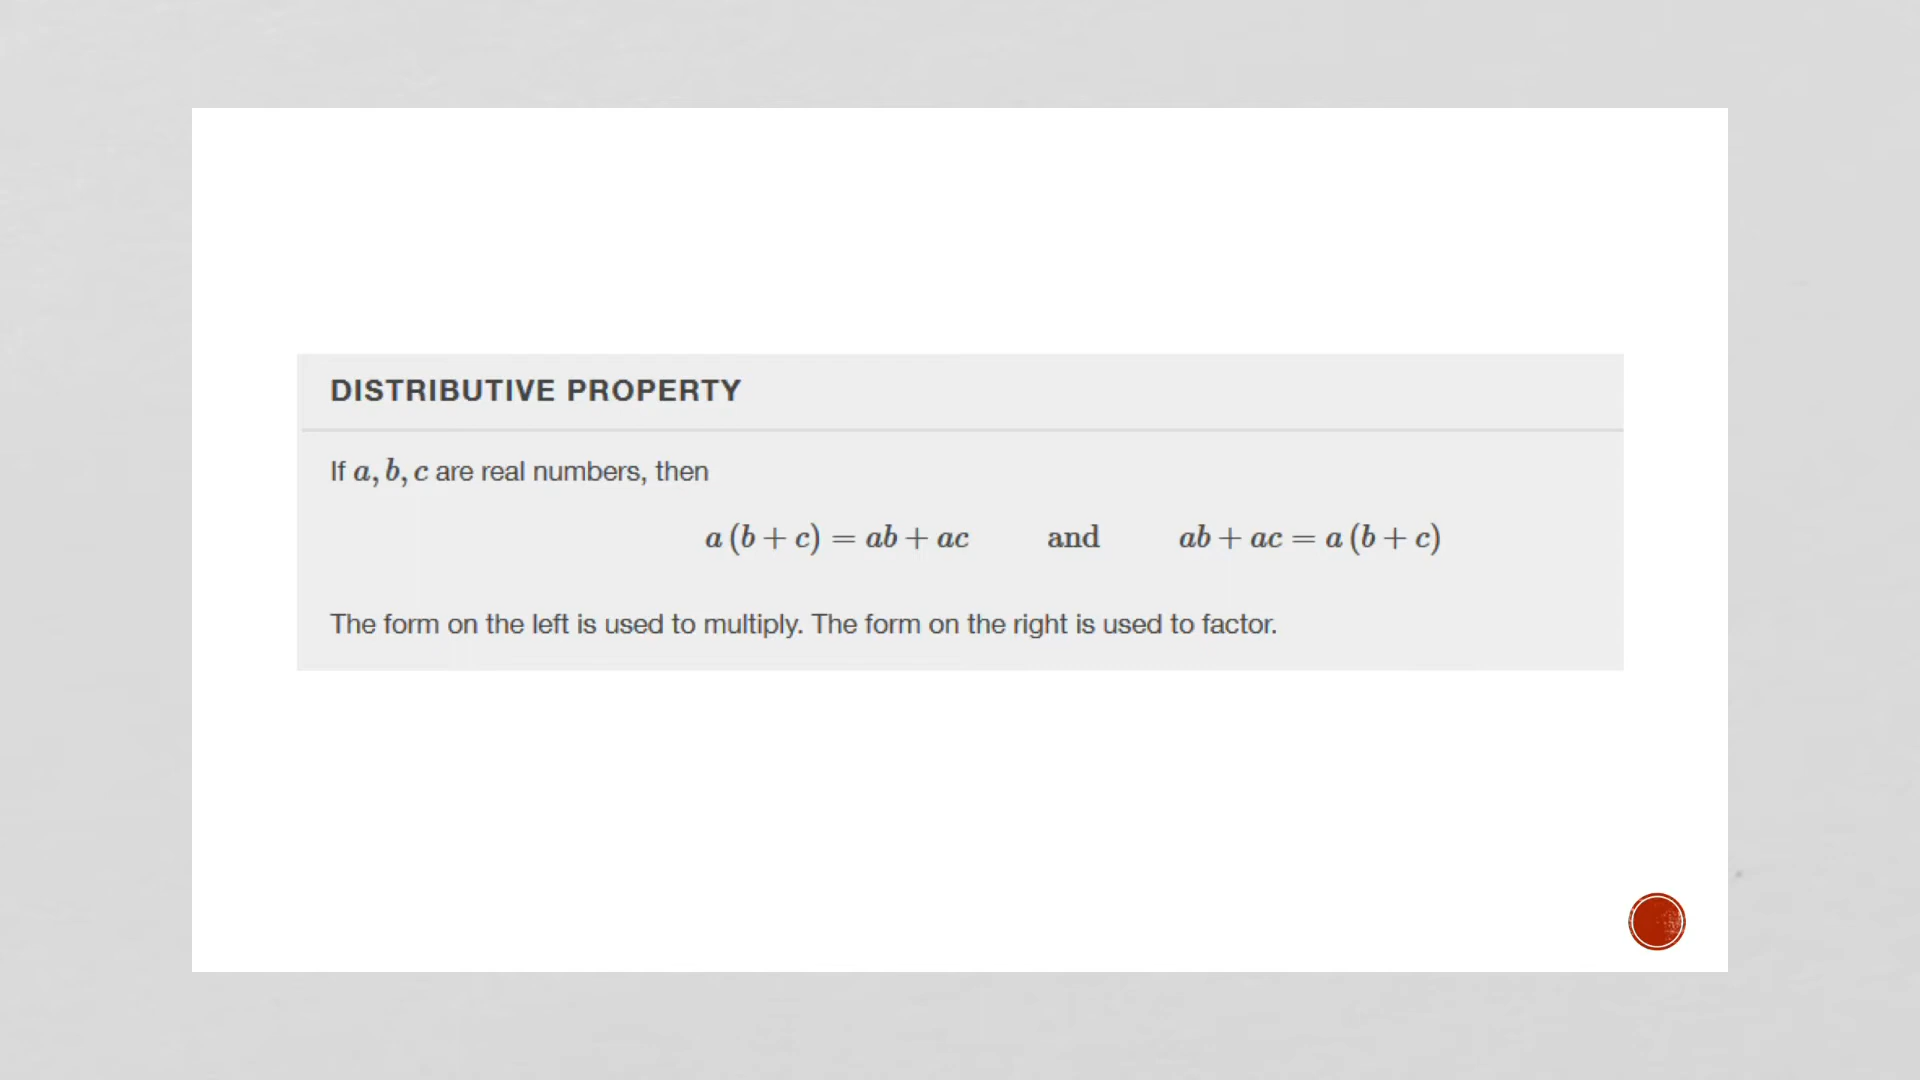 DISTRIBUTIVE PROPERTY
If a, b, c are real numbers, then
a (b + c) = ab + ac and ab + ac = a (b + c)
The form on the left is used to multiply. The form on the right is used to factor.